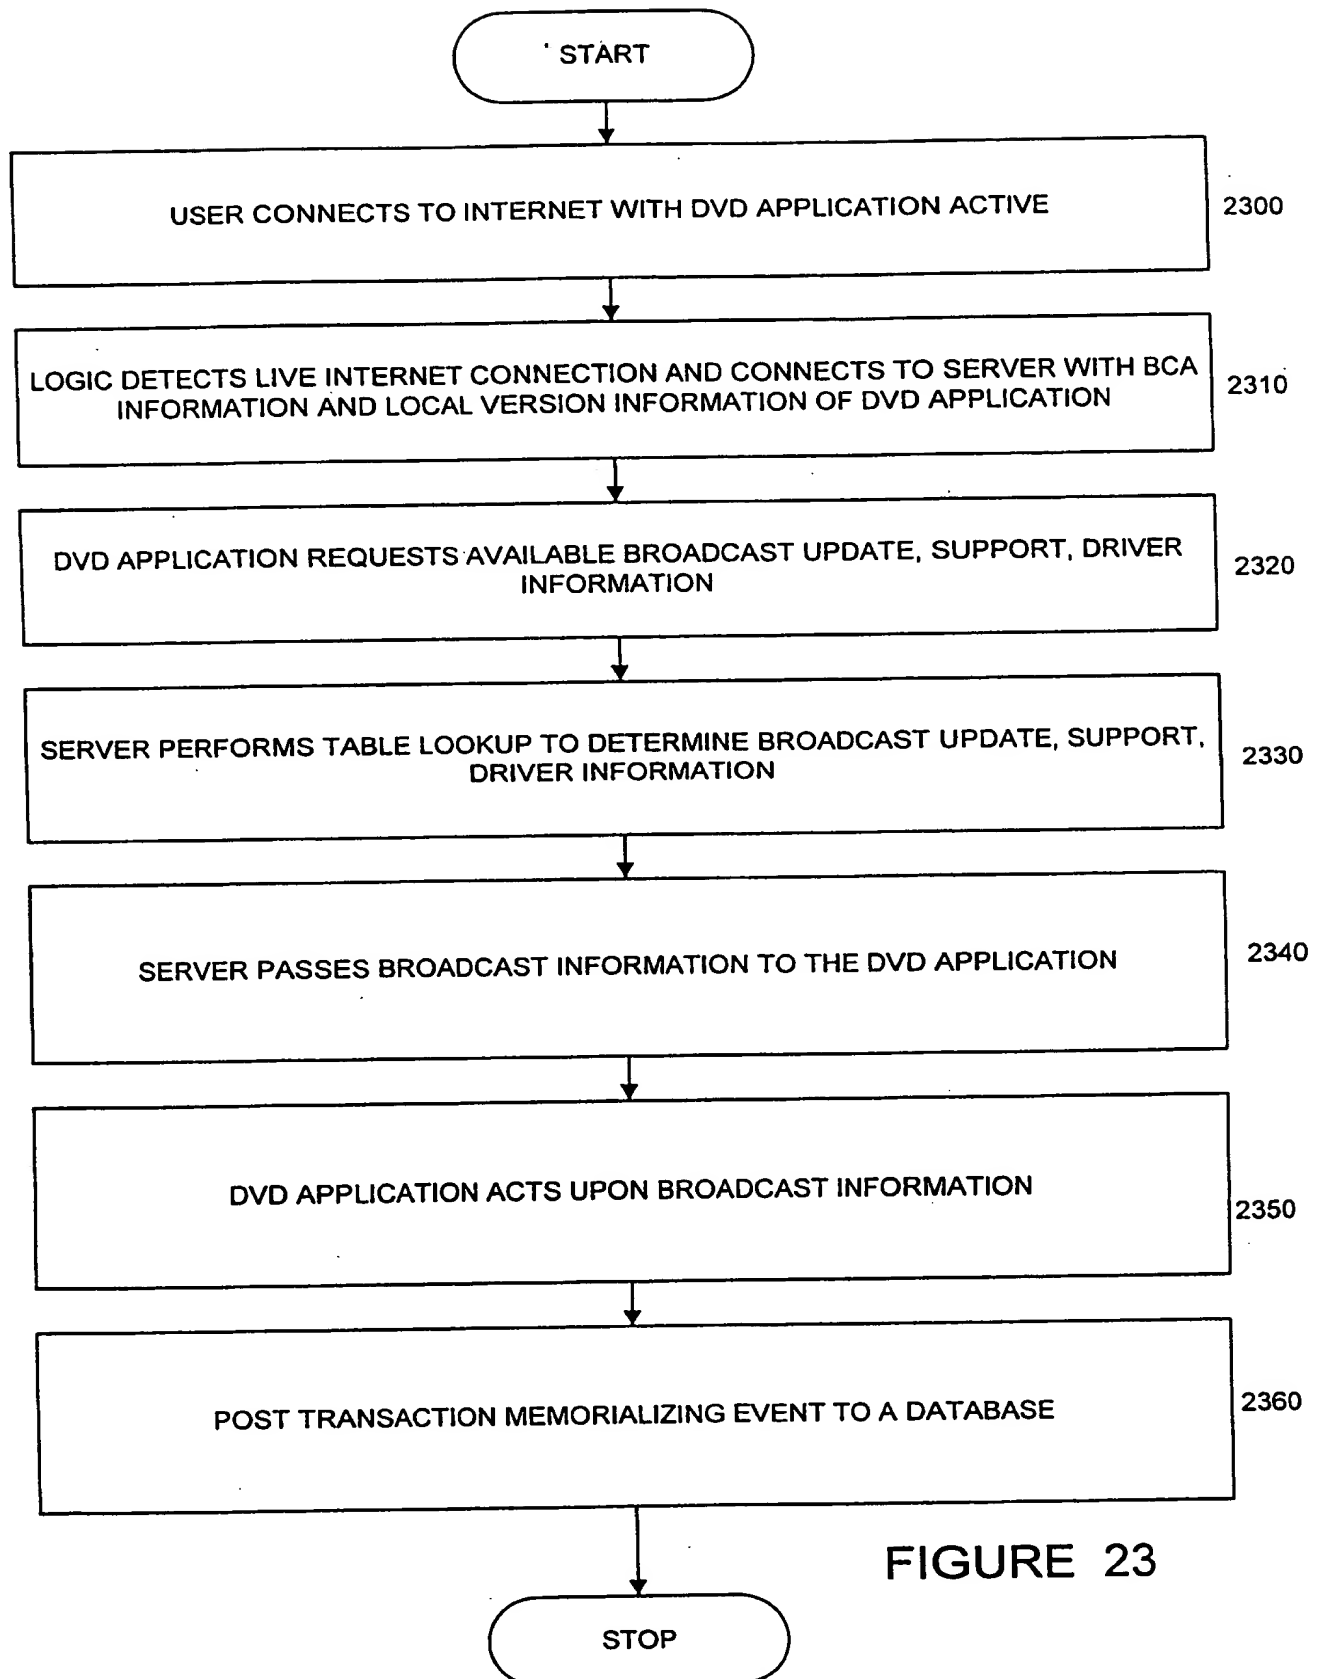 START
USER CONNECTS TO INTERNET WITH DVD APPLICATION ACTIVE
2300
LOGIC DETECTS LIVE INTERNET CONNECTION AND CONNECTS TO SERVER WITH BCA
INFORMATION AND LOCAL VERSION INFORMATION OF DVD APPLICATION
2310
DVD APPLICATION REQUESTS AVAILABLE BROADCAST UPDATE, SUPPORT, DRIVER
INFORMATION
2320
SERVER PERFORMS TABLE LOOKUP TO DETERMINE BROADCAST UPDATE, SUPPORT,
DRIVER INFORMATION
2330
SERVER PASSES BROADCAST INFORMATION TO THE DVD APPLICATION
2340
DVD APPLICATION ACTS UPON BROADCAST INFORMATION
2350
POST TRANSACTION MEMORIALIZING EVENT TO A DATABASE
2360
FIGURE 23
STOP